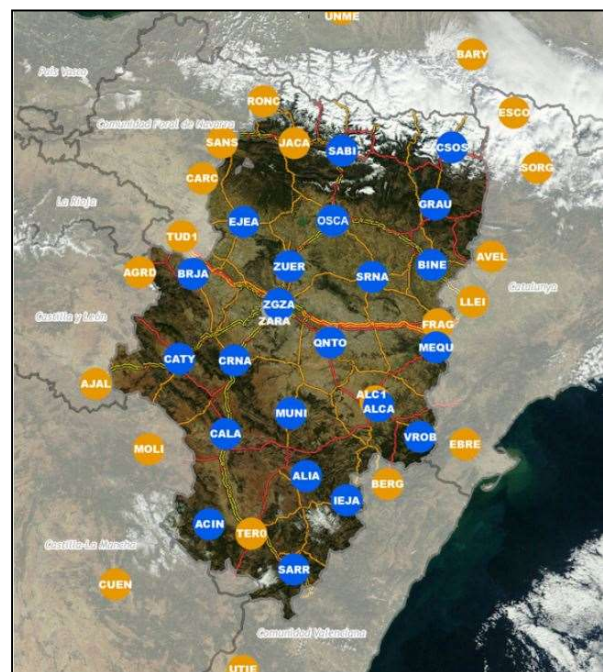 UNME
BARY
País Vasco
RONC
ESCO
Comunidad Foral de Navarra
SANS
JACA
SABI
CSOS
SORG
CARC
La Rioja
GRAU
EJEA
OSCA
TUD1
AVEL
AGRD
BRJA
ZUER
SRNA
BINE
Catalunya
LLEI
ZGZA
Castilla y León
ZARA
FRAG
QNTO
MEQU
CATY
CRNA
AJAL
ALC1
ALCA
MUNI
CALA
VROB
EBRE
MOLI
ALIA
BERG
IEJA
ACIN
TER0
Castilla-La Mancha
SARR
CUEN
Comunidad Valenciana
UTIE